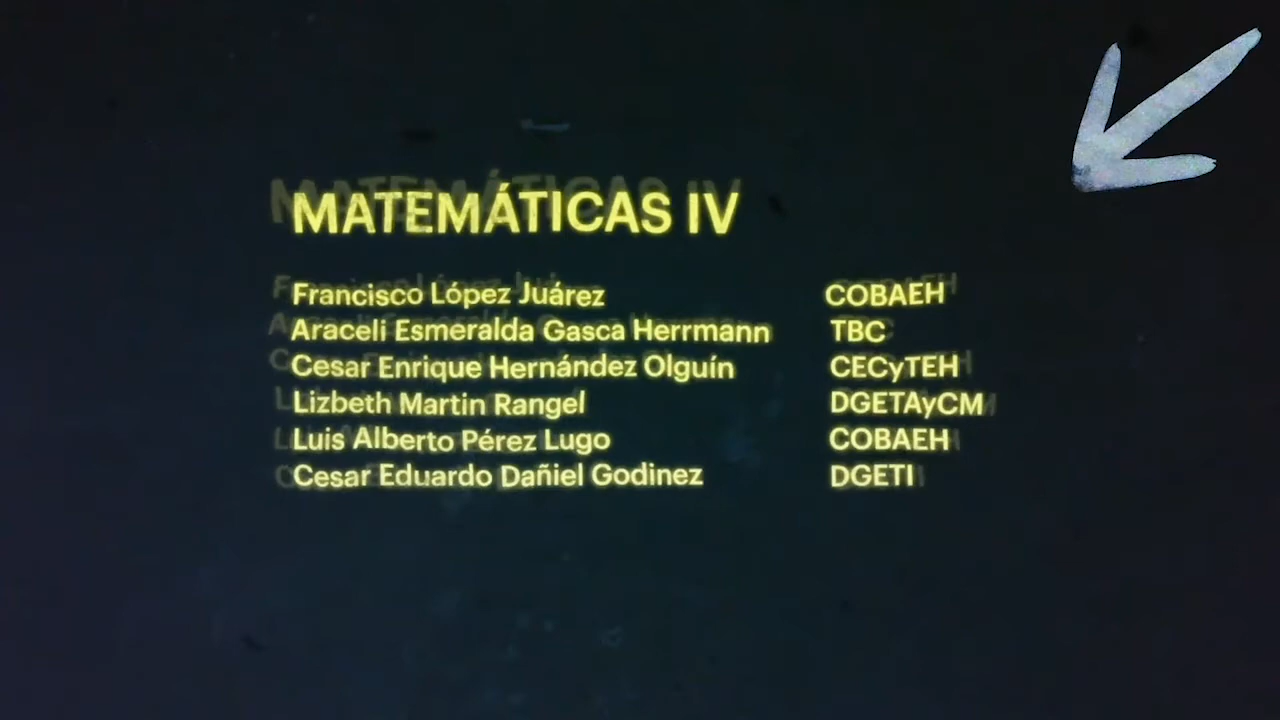 MATEMÁTICAS IV
Francisco López Juárez COBAEH
Araceli Esmeralda Gasca Herrmann TBC
Cesar Enrique Hernández Olguín CECyTEH
Lizbeth Martin Rangel DGETAyCM
Luis Alberto Pérez Lugo COBAEH
Cesar Eduardo Dañiel Godinez DGETI